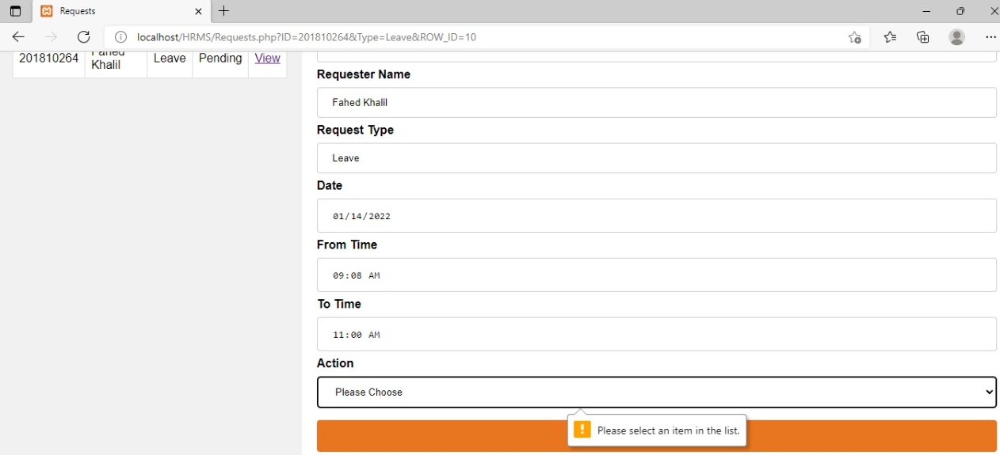 Requests
localhost/HRMS/Requests.php?ID=201810264&Type=Leave&ROW_ID=10
201810264 Fahed Khalil Leave Pending View
Requester Name
Fahed Khalil
Request Type
Leave
Date
01/14/2022
From Time
09:08 AM
To Time
11:00 AM
Action
Please Choose
Please select an item in the list.